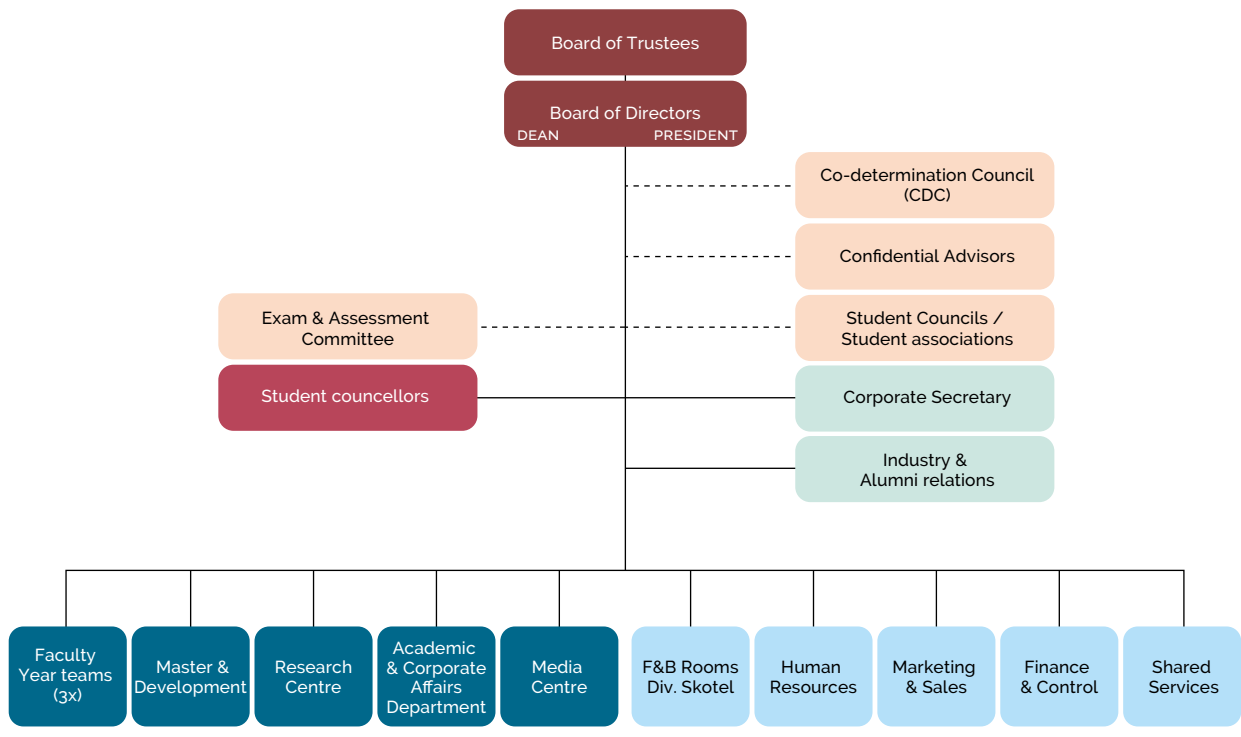 Board of Trustees
Board of Directors
DEAN PRESIDENT
Co-determination Council
(CDC)
Confidential Advisors
Exam & Assessment
Committee
Student Councils /
Student associations
Student councellors
Corporate Secretary
Industry &
Alumni relations
Faculty
Year teams
(3x)
Master &
Development
Research
Centre
Academic
& Corporate
Affairs
Department
Media
Centre
F&B Rooms
Div. Skotel
Human
Resources
Marketing
& Sales
Finance
& Control
Shared
Services